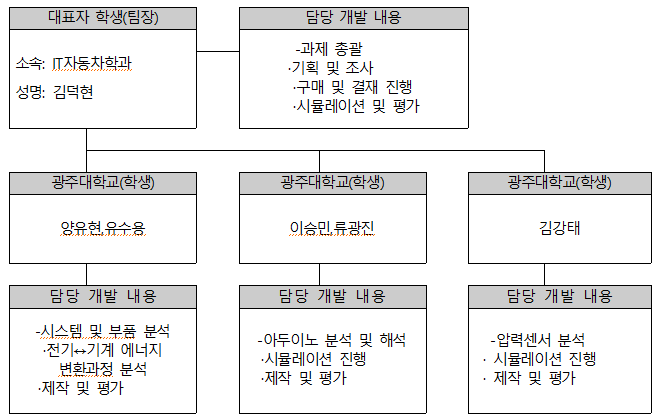 대표자 학생(팀장)
소속: IT자동차학과
성명: 김덕현
담당 개발 내용
-과제 총괄
·기획 및 조사
·구매 및 결재 진행
·시뮬레이션 및 평가
광주대학교(학생)
양유현,유수용
광주대학교(학생)
이승민,류광진
광주대학교(학생)
김강태
담당 개발 내용
-시스템 및 부품 분석
·전기↔기계 에너지
변환과정 분석
·제작 및 평가
담당 개발 내용
-아두이노 분석 및 해석
·시뮬레이션 진행
·제작 및 평가
담당 개발 내용
-압력센서 분석
· 시뮬레이션 진행
· 제작 및 평가